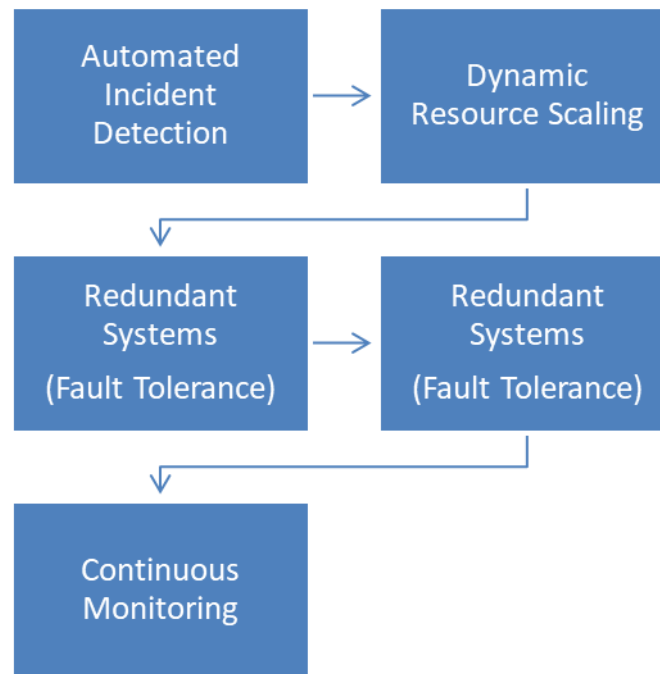 Automated
Incident
Detection
Dynamic
Resource Scaling
Redundant
Systems
(Fault Tolerance)
Redundant
Systems
(Fault Tolerance)
Continuous
Monitoring